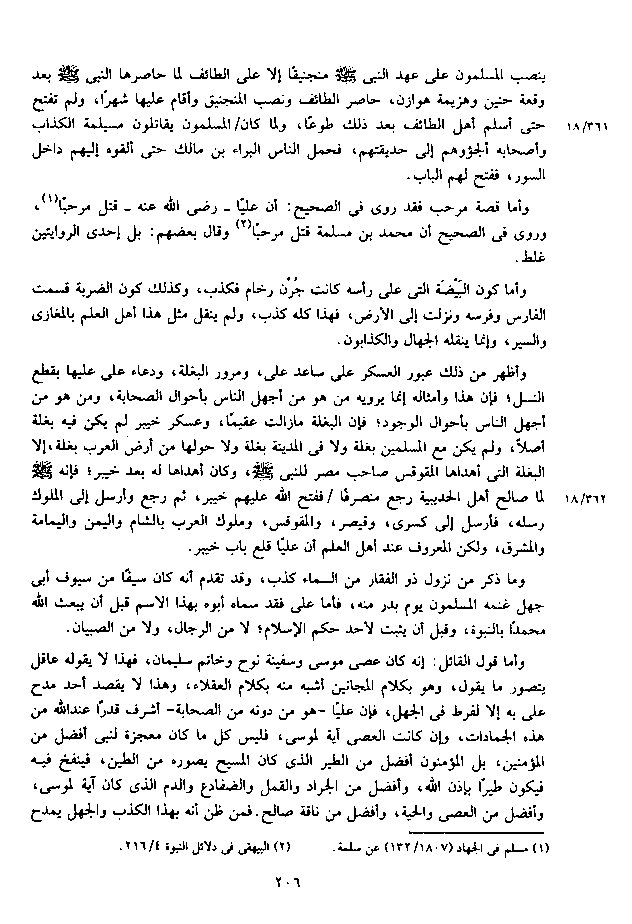 ينصب المسلمون على عهد النبى ﷺ منجنيقًا إلا على الطائف لما حاصرها النبى ﷺ بعد
وقعة حنين وهزيمة هوازن، حاصر الطائف ونصب المنجنيق وأقام عليها شهرًا، ولم تفتح
١٨/٣٦١ حتى أسلم أهل الطائف بعد ذلك طوعًا، ولما كان/ المسلمون يقاتلون مسيلمة الكذاب
وأصحابه ألجؤوهم إلى حديقتهم، فحمل الناس البراء بن مالك حتى ألقوه إليهم داخل
السور، ففتح لهم الباب.
وأما قصة مرحب فقد روى فى الصحيح: أن عليًا ـ رضى الله عنه ـ قتل مرحبًا(١)،
وروى فى الصحيح أن محمد بن مسلمة قتل مرحبًا(٢) وقال بعضهم: بل إحدى الروايتين
غلط.
وأما كون البَيْضَة التى على رأسه كانت جُرْن رخام فكذب، وكذلك كون الضربة قسمت
الفارس وفرسه ونزلت إلى الأرض، فهذا كله كذب، ولم ينقل مثل هذا أهل العلم بالمغازى
والسير، وإنما ينقله الجهال والكذابون.
وأظهر من ذلك عبور العسكر على ساعد على، ومرور البغلة، ودعاء على عليها بقطع
النسل؛ فإن هذا وأمثاله إنما يرويه من هو من أجهل الناس بأحوال الصحابة، ومن هو من
أجهل الناس بأحوال الوجود؛ فإن البغلة مازالت عقيمًا، وعسكر خيبر لم يكن فيه بغلة
أصلًا، ولم يكن مع المسلمين بغلة ولا فى المدينة بغلة ولا حولها من أرض العرب بغلة، إلا
البغلة التى أهداها المقوقس صاحب مصر للنبى ﷺ، وكان أهداها له بعد خيبر؛ فإنه ﷺ
١٨/٣٦٢ لما صالح أهل الحديبية رجع منصرفًا /ففتح الله عليهم خيبر، ثم رجع وأرسل إلى الملوك
رسله، فأرسل إلى كسرى، وقيصر، والمقوقس، وملوك العرب بالشام واليمن واليمامة
والمشرق، ولكن المعروف عند أهل العلم أن عليًا قلع باب خيبر.
وما ذكر من نزول ذو الفقار من السماء كذب، وقد تقدم أنه كان سيفًا من سيوف أبى
جهل غنمه المسلمون يوم بدر منه، فأما على فقد سماه أبوه بهذا الاسم قبل أن يبعث الله
محمدًا بالنبوة، وقبل أن يثبت لأحد حكم الإسلام؛ لا من الرجال، ولا من الصبيان.
وأما قول القائل: إنه كان عصى موسى وسفينة نوح وخاتم سليمان، فهذا لا يقوله عاقل
يتصور ما يقول، وهو بكلام المجانين أشبه منه بكلام العقلاء، وهذا لا يقصد أحد مدح
على به إلا لفرط فى الجهل، فإن عليًا -هو من دونه من الصحابة- أشرف قدرًا عندالله من
هذه الجمادات، وإن كانت العصى آية لموسى، فليس كل ما كان معجزة لنبى أفضل من
المؤمنين، بل المؤمنون أفضل من الطير الذى كان المسيح يصوره من الطين، فينفخ فيه
فيكون طيرًا بإذن الله، وأفضل من الجراد والقمل والضفادع والدم الذى كان آية لموسى،
وأفضل من العصى والحية، وأفضل من ناقة صالح. فمن ظن أنه بهذا الكذب والجهل يمدح
(١) مسلم فى الجهاد (١٨٠٧/ ١٣٢) عن سلمة. (٢) البيهقى فى دلائل النبوة ٤/ ٢١٦.
٢٠٦